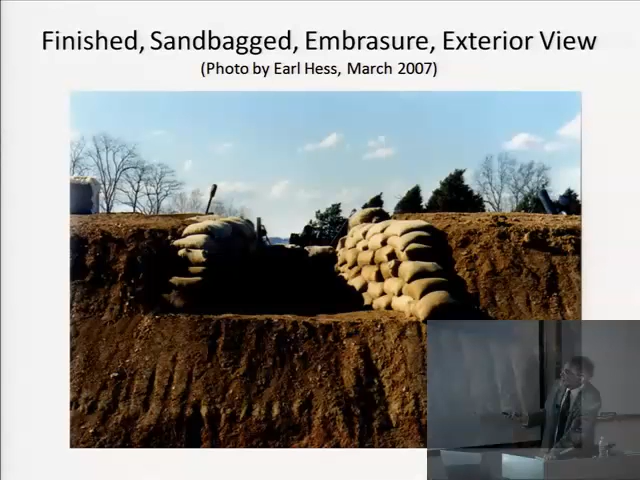 Finished, Sandbagged, Embrasure, Exterior View
(Photo by Earl Hess, March 2007)